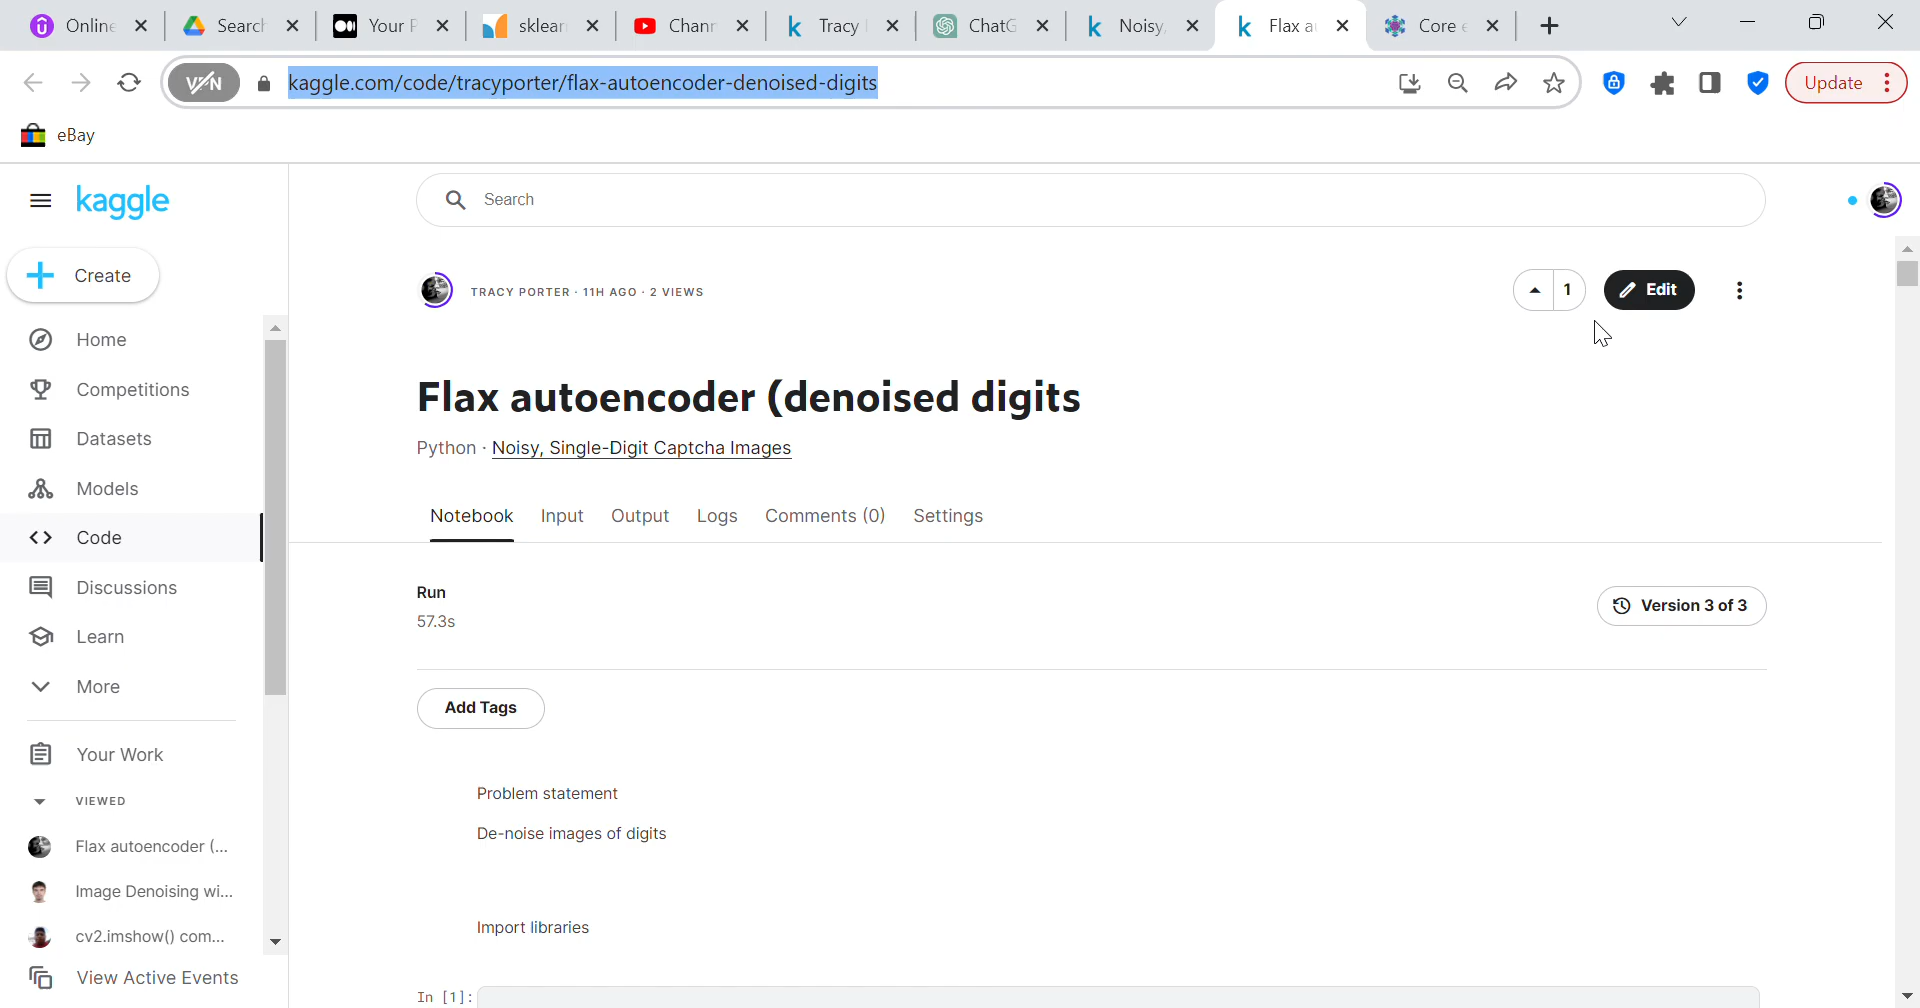 Online
Search
Your P
sklear
Chann
Tracy
ChatG
Noisy,
Flax a
Core e
VPN
kaggle.com/code/tracyporter/flax-autoencoder-denoised-digits
Update
eBay
kaggle
Search
Create
TRACY PORTER · 11H AGO · 2 VIEWS
1
Edit
Home
Competitions
Datasets
Models
Code
Discussions
Learn
More
Your Work
VIEWED
Flax autoencoder (...
Image Denoising wi...
cv2.imshow() com...
View Active Events
Flax autoencoder (denoised digits
Python · Noisy, Single-Digit Captcha Images
Notebook Input Output Logs Comments (0) Settings
Run
57.3s
Version 3 of 3
Add Tags
Problem statement
De-noise images of digits
Import libraries
In [1]: